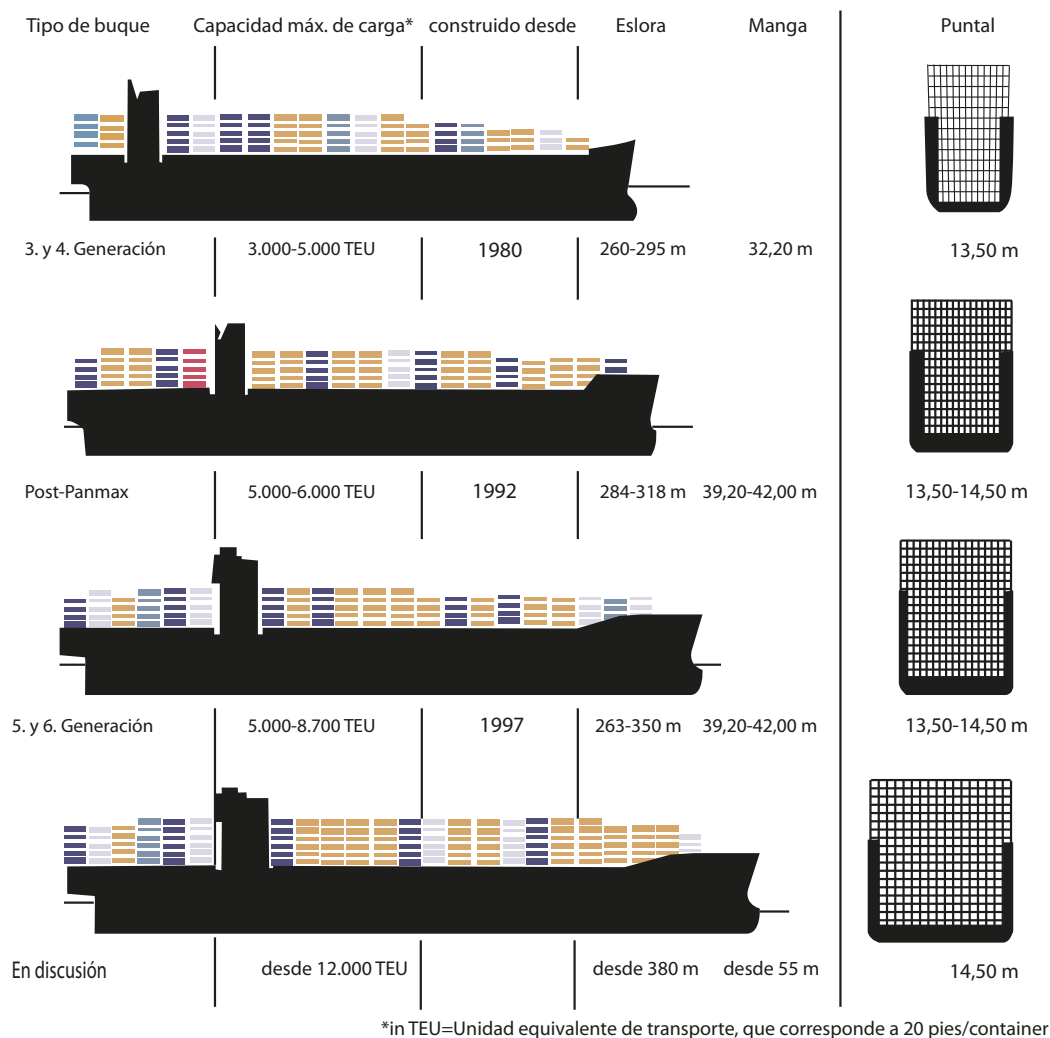 Tipo de buque Capacidad máx. de carga* construido desde Eslora Manga Puntal
3. y 4. Generación 3.000-5.000 TEU 1980 260-295 m 32,20 m 13,50 m
Post-Panmax 5.000-6.000 TEU 1992 284-318 m 39,20-42,00 m 13,50-14,50 m
5. y 6. Generación 5.000-8.700 TEU 1997 263-350 m 39,20-42,00 m 13,50-14,50 m
En discusión desde 12.000 TEU desde 380 m desde 55 m 14,50 m
*in TEU=Unidad equivalente de transporte, que corresponde a 20 pies/container